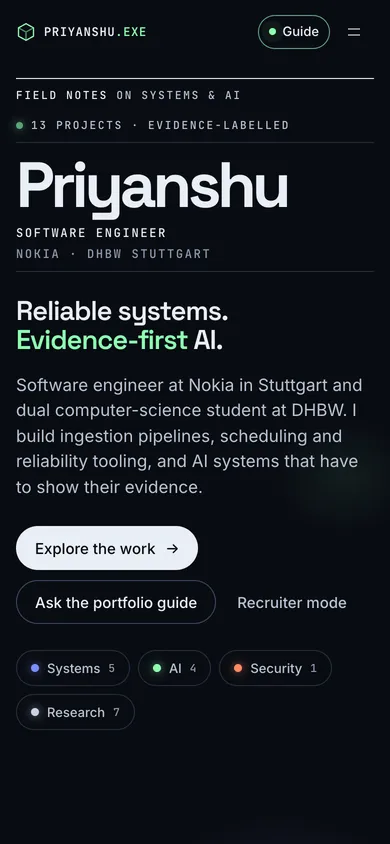 PRIYANSHU.EXE
Guide
FIELD NOTES ON SYSTEMS & AI
13 PROJECTS · EVIDENCE-LABELLED
Priyanshu
SOFTWARE ENGINEER
NOKIA · DHBW STUTTGART
Reliable systems.
Evidence-first AI.
Software engineer at Nokia in Stuttgart and
dual computer-science student at DHBW. I
build ingestion pipelines, scheduling and
reliability tooling, and AI systems that have
to show their evidence.
Explore the work →
Ask the portfolio guide
Recruiter mode
Systems 5
AI 4
Security 1
Research 7